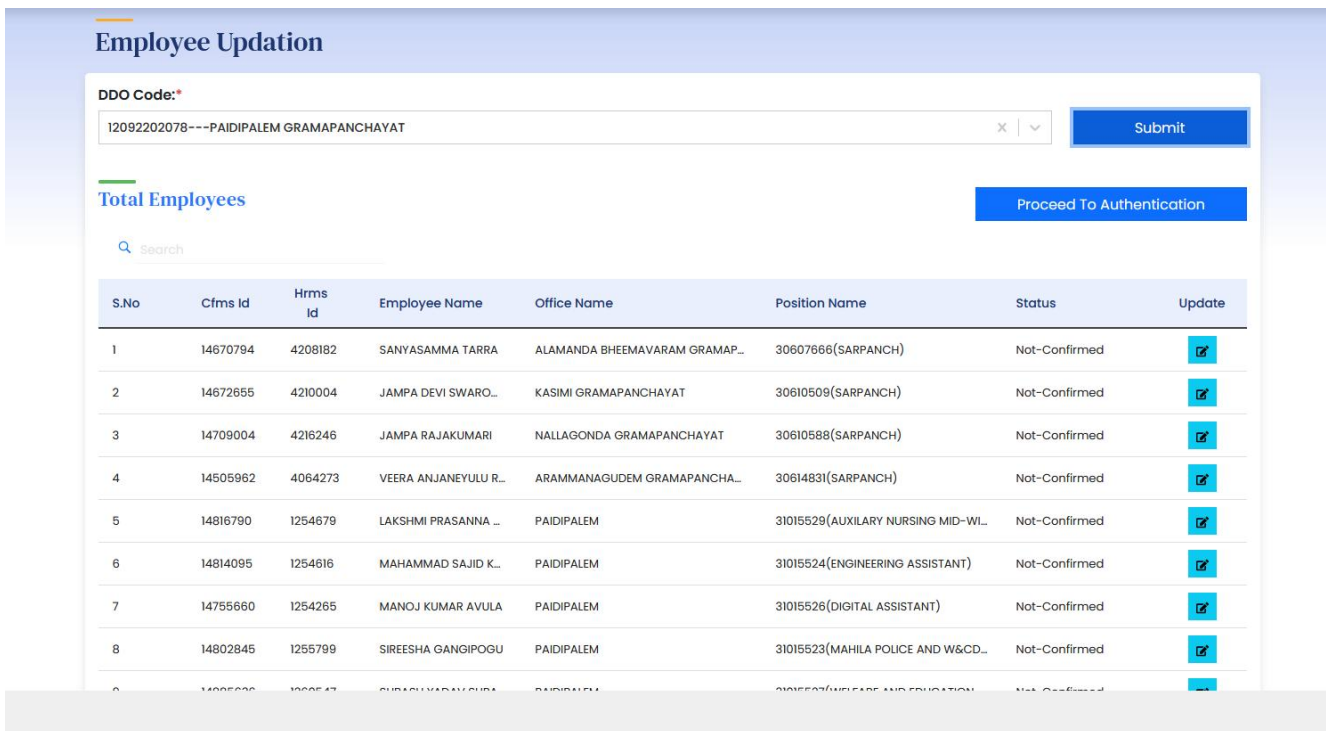 Employee Updation
DDO Code:*
12092202078---PAIDIPALEM GRAMAPANCHAYAT
Submit
Total Employees
Proceed To Authentication
Search
S.No Cfms Id Hrms Id Employee Name Office Name Position Name Status Update
1 14670794 4208182 SANYASAMMA TARRA ALAMANDA BHEEMAVARAM GRAMAP... 30607666(SARPANCH) Not-Confirmed
2 14672655 4210004 JAMPA DEVI SWARO... KASIMI GRAMAPANCHAYAT 30610509(SARPANCH) Not-Confirmed
3 14709004 4216246 JAMPA RAJAKUMARI NALLAGONDA GRAMAPANCHAYAT 30610588(SARPANCH) Not-Confirmed
4 14505962 4064273 VEERA ANJANEYULU R... ARAMMANAGUDEM GRAMAPANCHA... 30614831(SARPANCH) Not-Confirmed
5 14816790 1254679 LAKSHMI PRASANNA ... PAIDIPALEM 31015529(AUXILARY NURSING MID-WI... Not-Confirmed
6 14814095 1254616 MAHAMMAD SAJID K... PAIDIPALEM 31015524(ENGINEERING ASSISTANT) Not-Confirmed
7 14755660 1254265 MANOJ KUMAR AVULA PAIDIPALEM 31015526(DIGITAL ASSISTANT) Not-Confirmed
8 14802845 1255799 SIREESHA GANGIPOGU PAIDIPALEM 31015523(MAHILA POLICE AND W&CD... Not-Confirmed